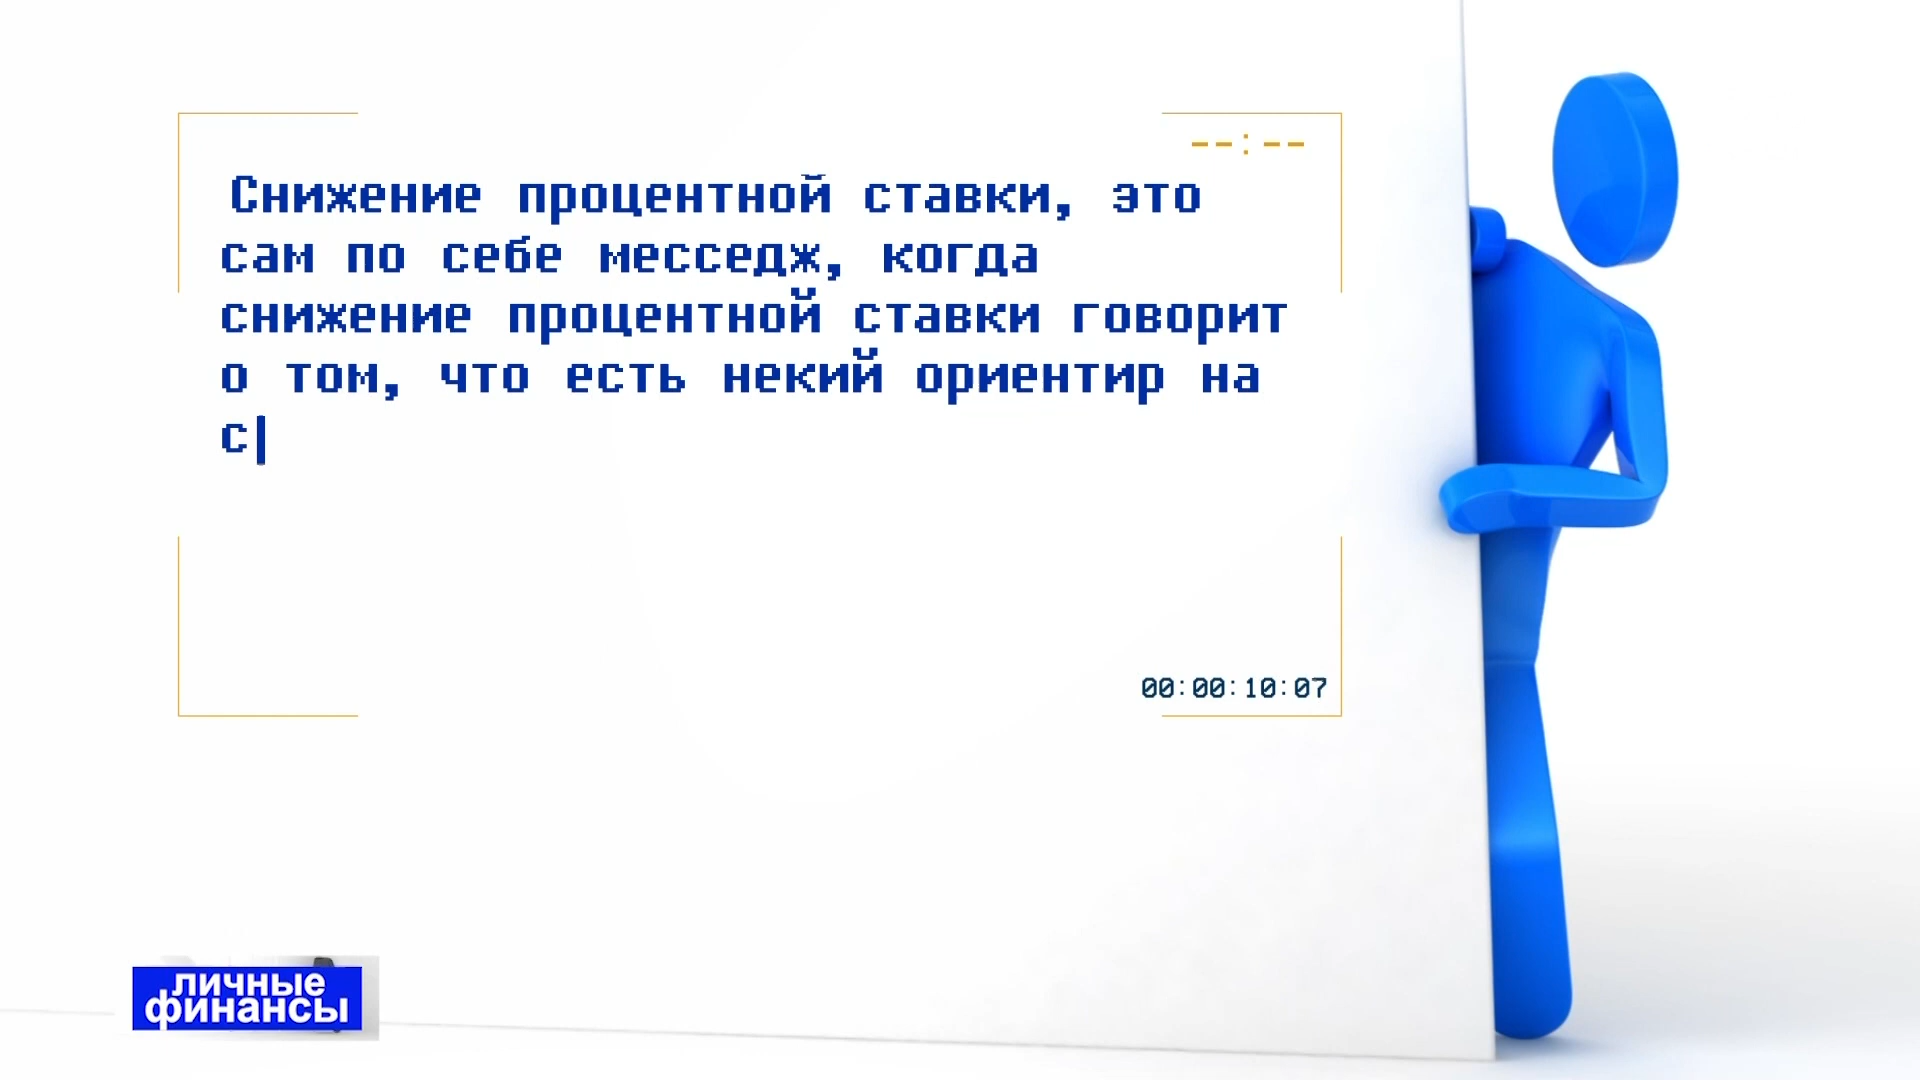 --:--
Снижение процентной ставки, это
сам по себе месседж, когда
снижение процентной ставки говорит
о том, что есть некий ориентир на
с|
00:00:10:07
личные
финансы